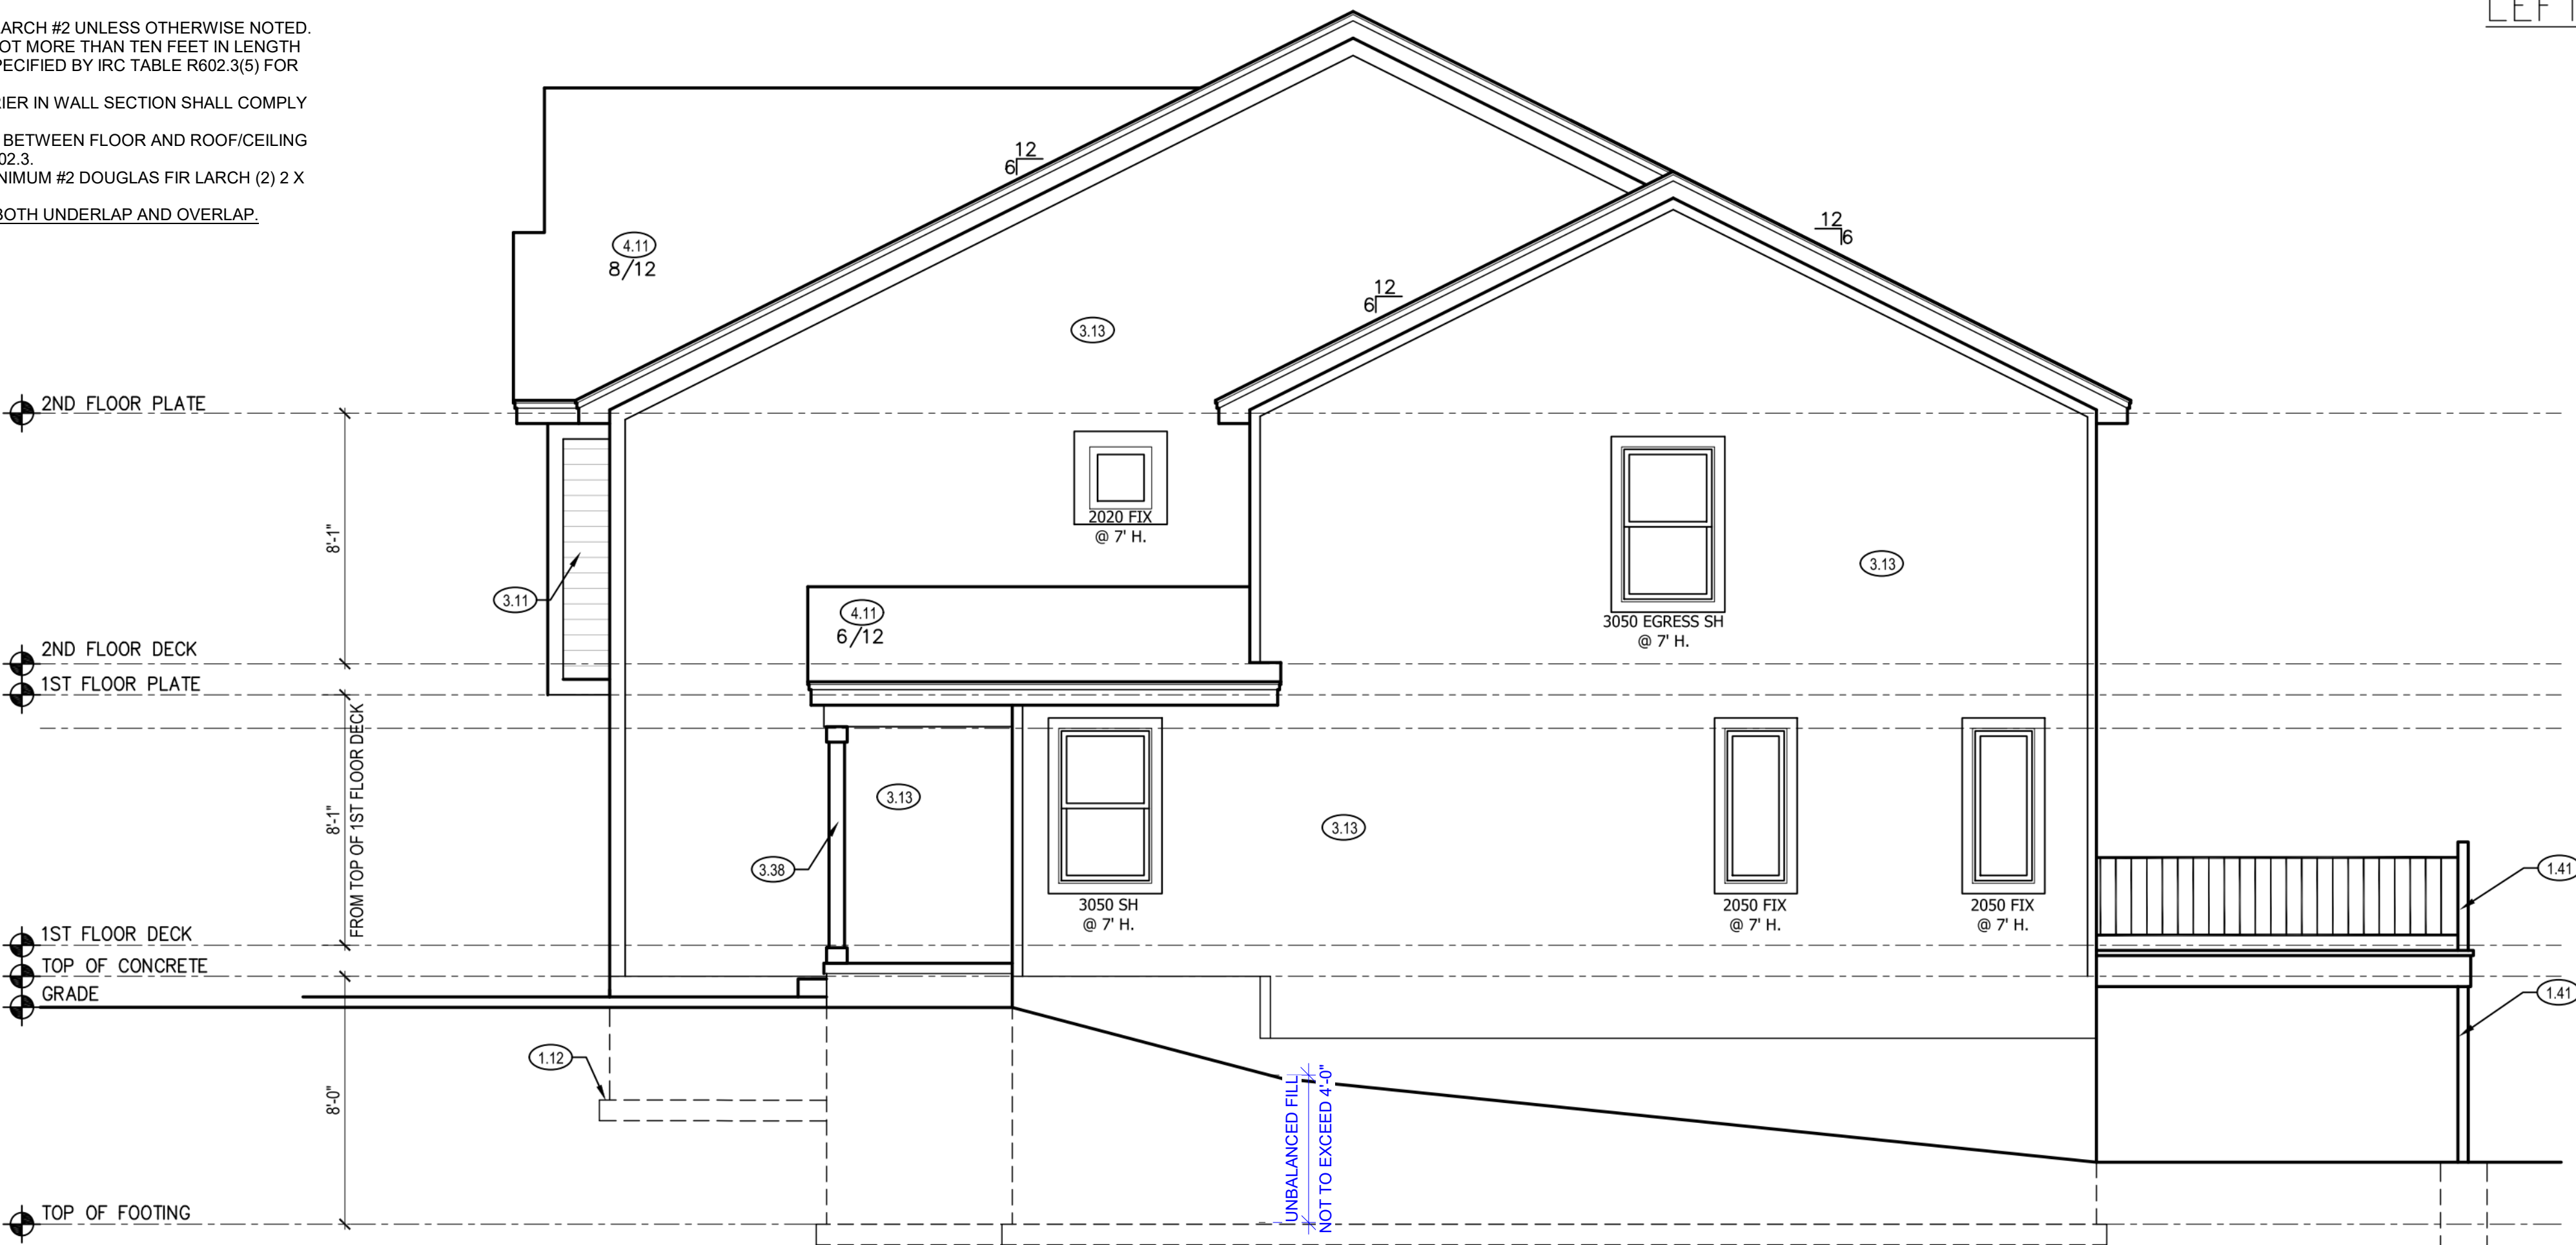 ARCH #2 UNLESS OTHERWISE NOTED.
OT MORE THAN TEN FEET IN LENGTH
PECIFIED BY IRC TABLE R602.3(5) FOR
RIER IN WALL SECTION SHALL COMPLY
BETWEEN FLOOR AND ROOF/CEILING
02.3.
NIMUM #2 DOUGLAS FIR LARCH (2) 2 X
BOTH UNDERLAP AND OVERLAP.
LEFT
12
6
12
6
4.11
8/12
12
6
3.13
2ND FLOOR PLATE
8'-1"
2020 FIX
@ 7' H.
3.13
3.11
4.11
6/12
3050 EGRESS SH
@ 7' H.
2ND FLOOR DECK
1ST FLOOR PLATE
8'-1"
FROM TOP OF 1ST FLOOR DECK
3.13
3.13
3.38
1.41
3050 SH
@ 7' H.
2050 FIX
@ 7' H.
2050 FIX
@ 7' H.
1ST FLOOR DECK
TOP OF CONCRETE
GRADE
1.41
1.12
8'-0"
UNBALANCED FILL
NOT TO EXCEED 4'-0"
TOP OF FOOTING